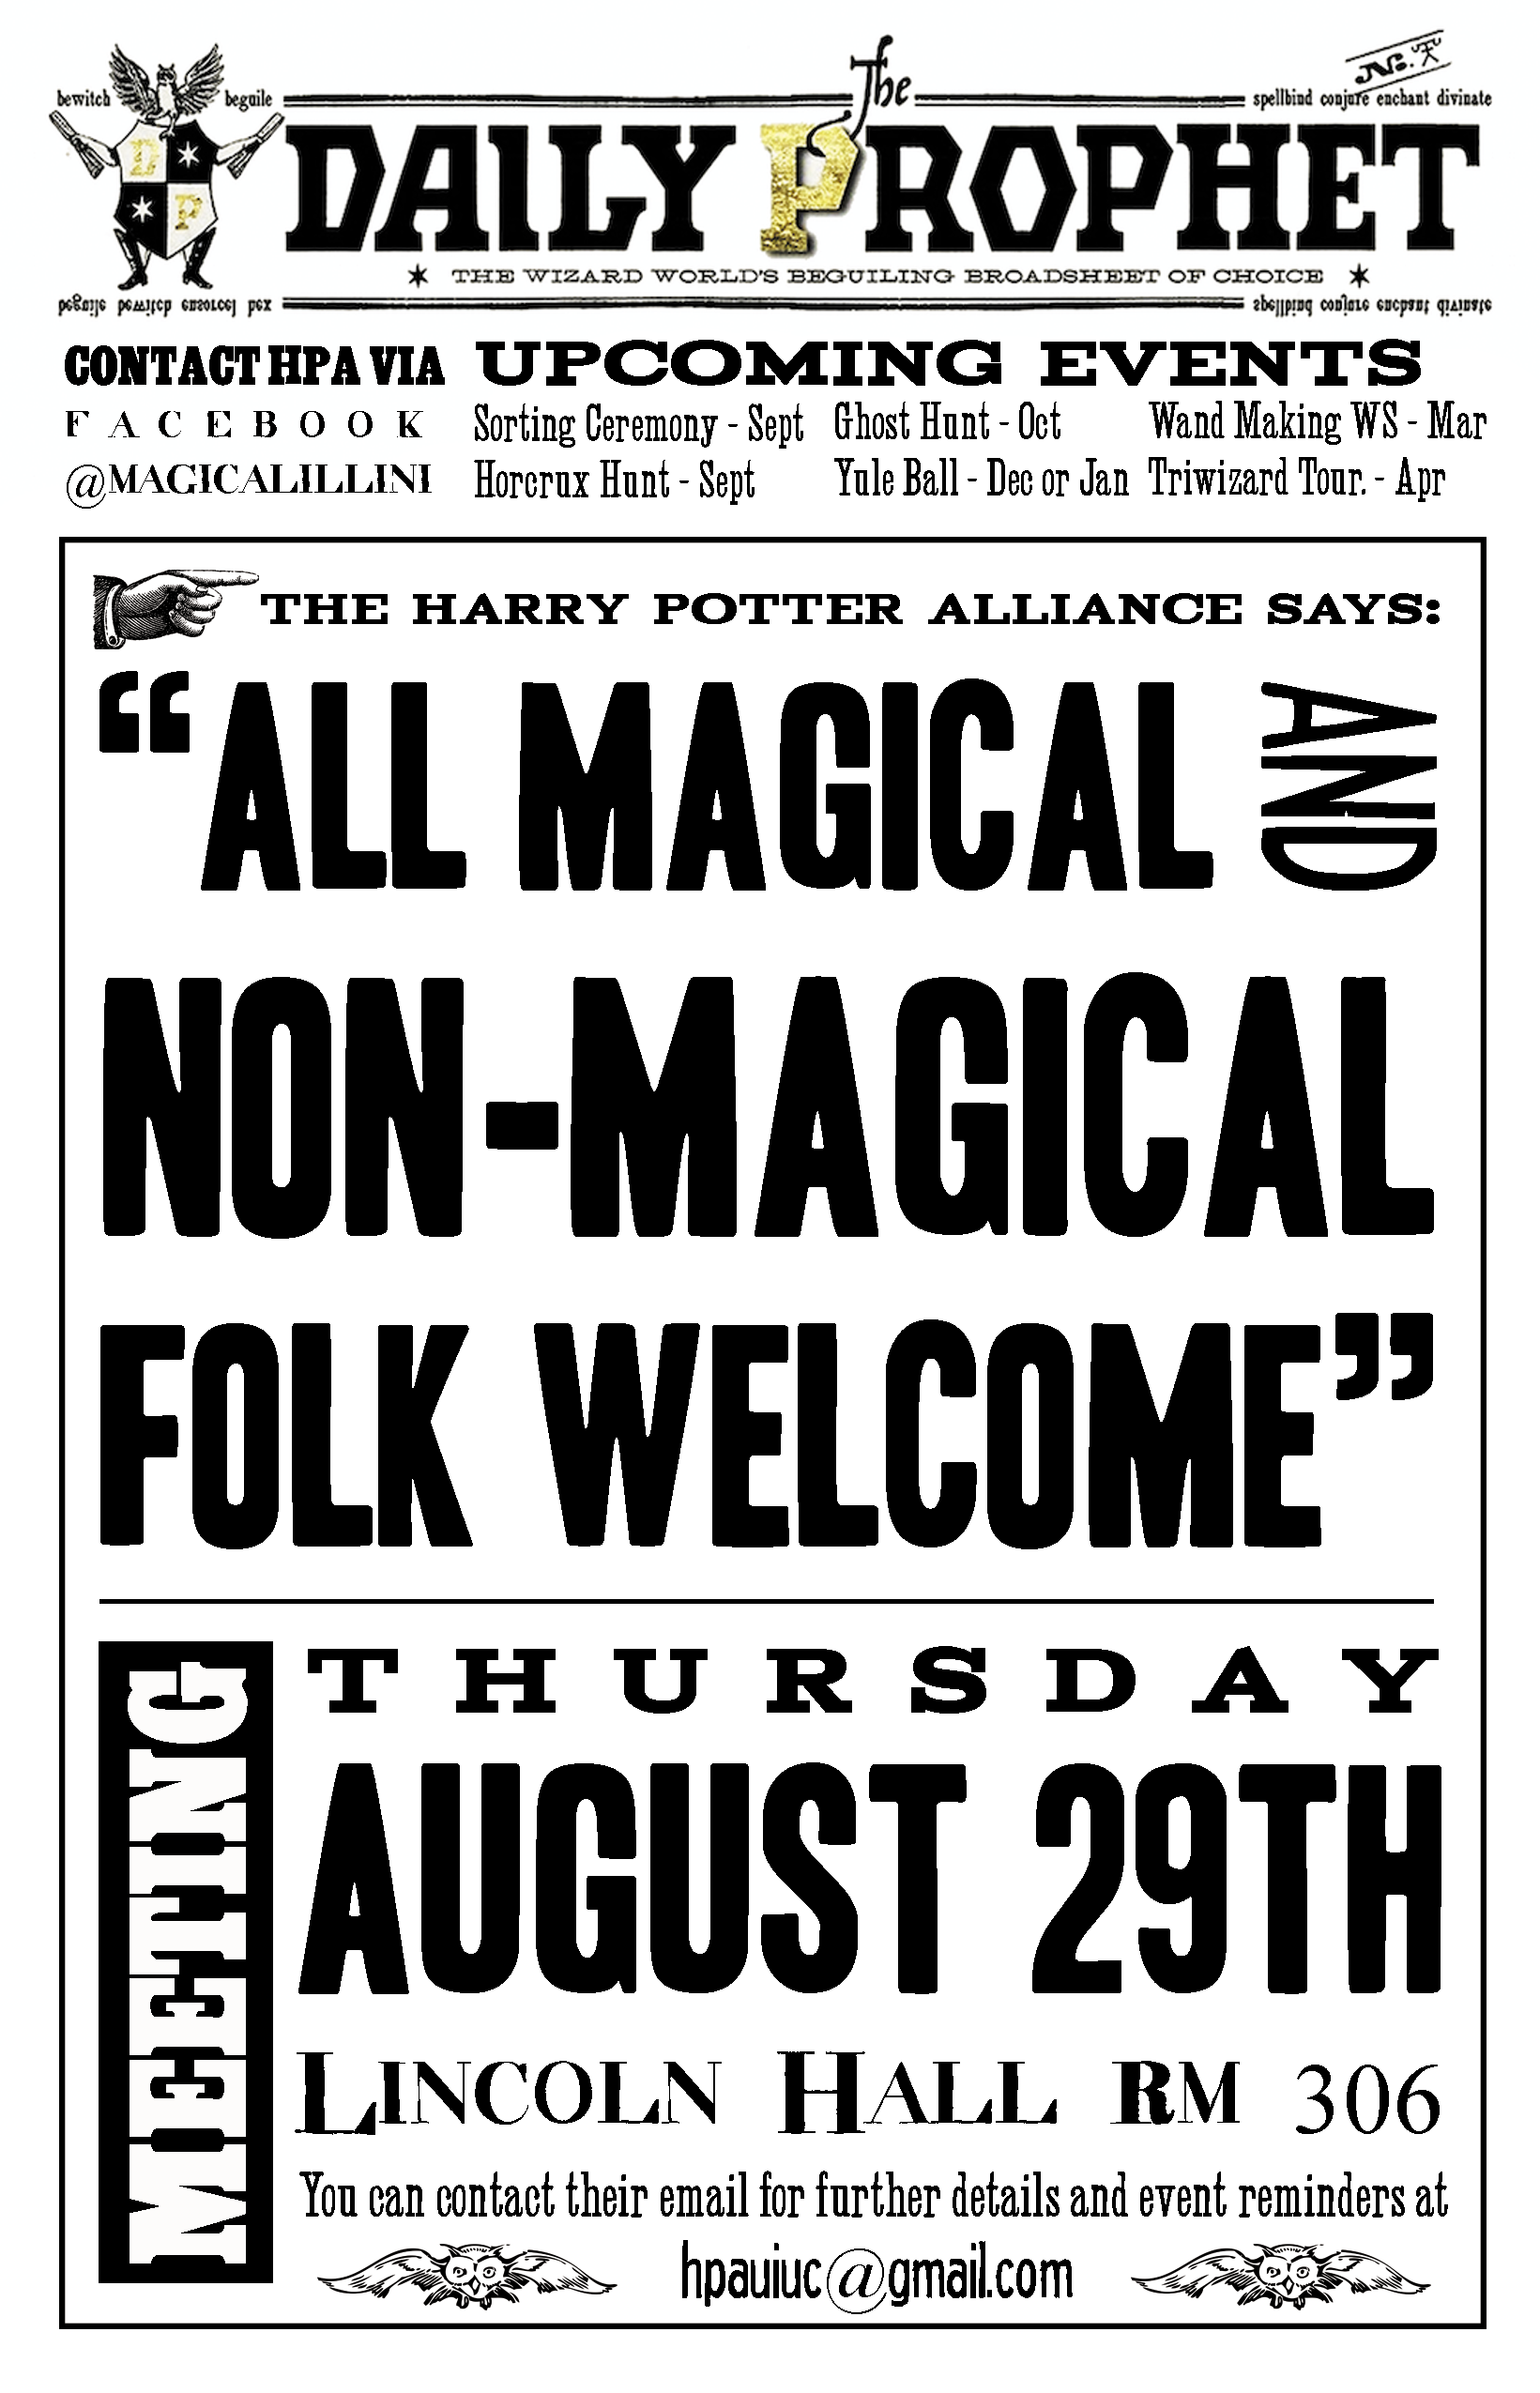 bewitch beguile
The
No.
spellbind conjure enchant divinate
D
P
DAILY PROPHET
THE WIZARD WORLD'S BEGUILING BROADSHEET OF CHOICE
beguile bewitch ensorcel hex
spellbind conjure enchant divinate
CONTACT HPA VIA
FACEBOOK
@MAGICALILLINI
UPCOMING EVENTS
Sorting Ceremony - Sept Ghost Hunt - Oct Wand Making WS - Mar
Horcrux Hunt - Sept Yule Ball - Dec or Jan Triwizard Tour. - Apr
THE HARRY POTTER ALLIANCE SAYS:
“ALL MAGICAL AND
NON-MAGICAL
FOLK WELCOME”
MEETING
THURSDAY
AUGUST 29TH
LINCOLN HALL RM 306
You can contact their email for further details and event reminders at
hpauiuc@gmail.com